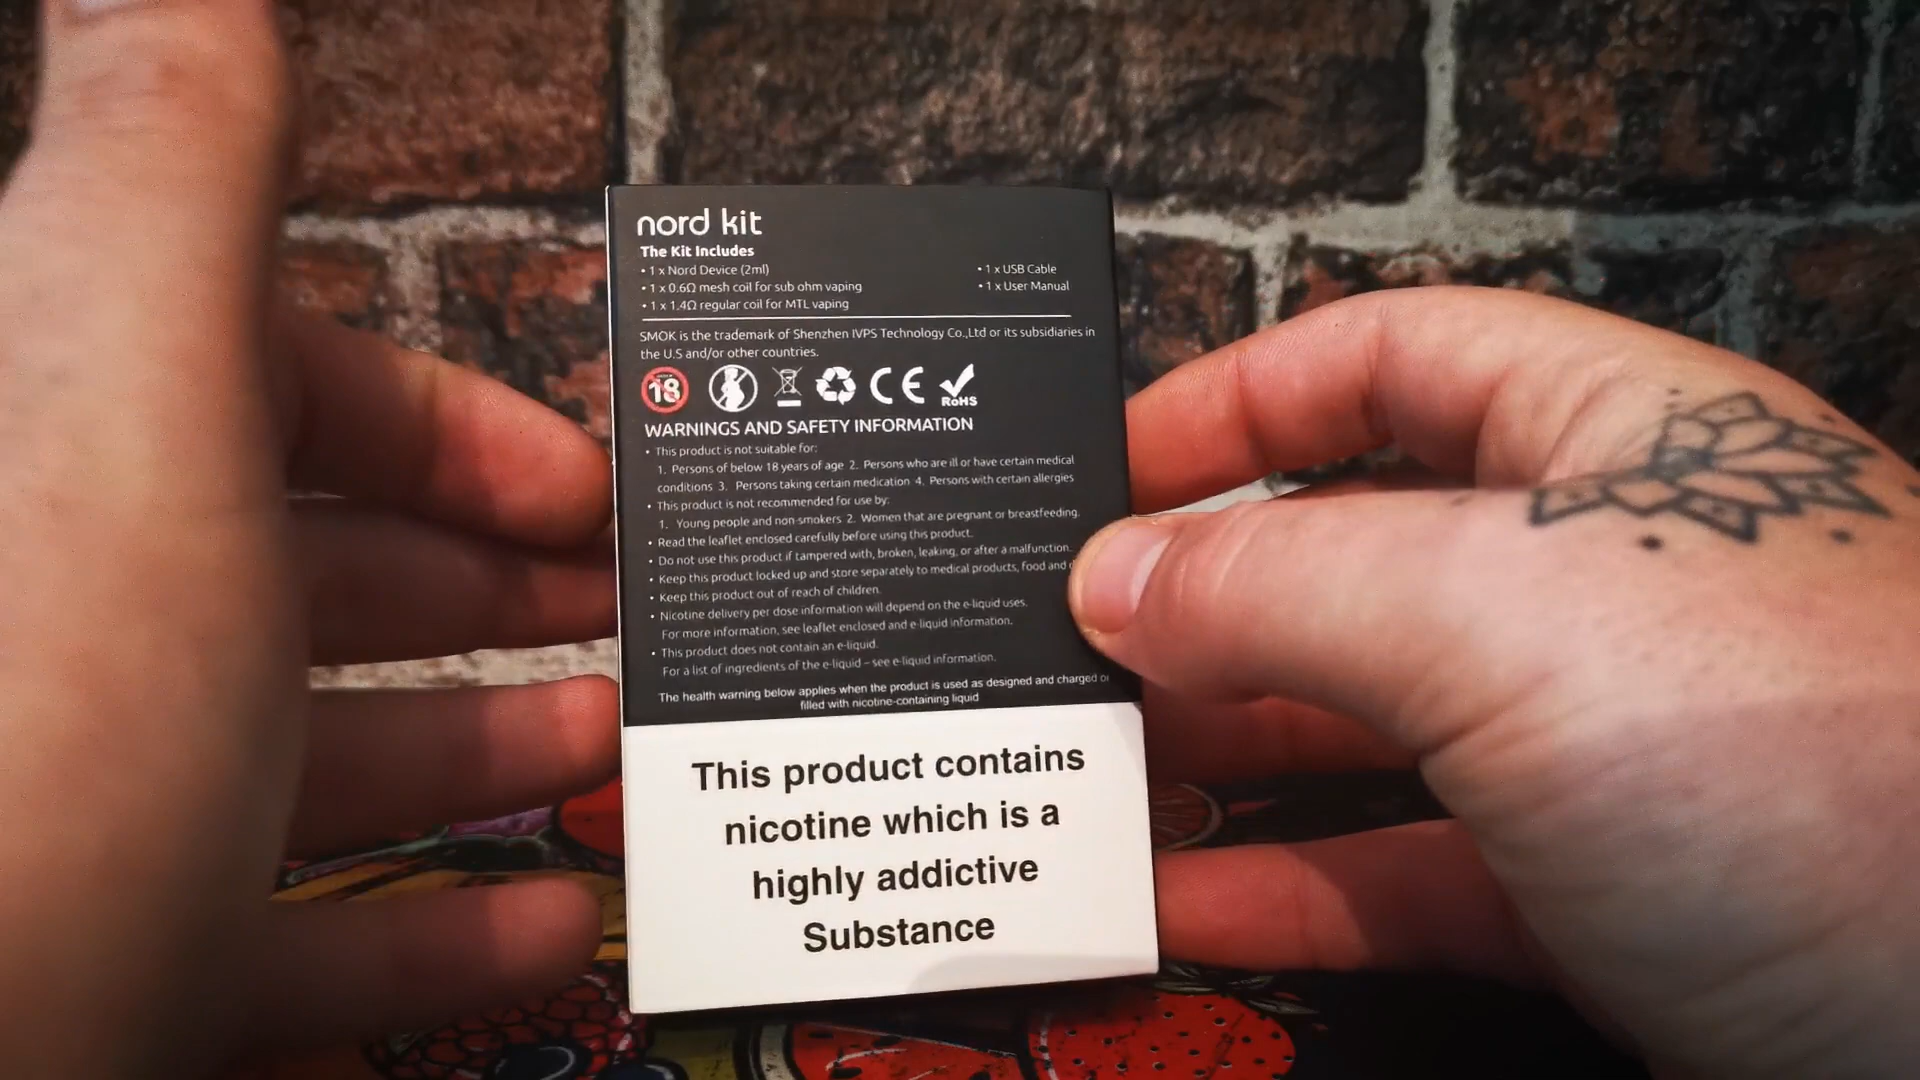 nord kit
The Kit Includes
• 1 x Nord Device (2ml)
• 1 x 0.6Ω mesh coil for sub ohm vaping
• 1 x 1.4Ω regular coil for MTL vaping
• 1 x USB Cable
• 1 x User Manual
SMOK is the trademark of Shenzhen IVPS Technology Co.,Ltd or its subsidiaries in
the U.S and/or other countries.
18
CE
RoHS
WARNINGS AND SAFETY INFORMATION
• This product is not suitable for:
1. Persons of below 18 years of age 2. Persons who are ill or have certain medical
conditions 3. Persons taking certain medication 4. Persons with certain allergies
• This product is not recommended for use by:
1. Young people and non-smokers 2. Women that are pregnant or breastfeeding.
• Read the leaflet enclosed carefully before using this product.
• Do not use this product if tampered with, broken, leaking, or after a malfunction.
• Keep this product locked up and store separately to medical products, food and
• Keep this product out of reach of children.
• Nicotine delivery per dose information will depend on the e-liquid uses.
For more information, see leaflet enclosed and e-liquid information.
• This product does not contain an e-liquid.
For a list of ingredients of the e-liquid – see e-liquid information.
The health warning below applies when the product is used as designed and charged or
filled with nicotine-containing liquid
This product contains
nicotine which is a
highly addictive
Substance